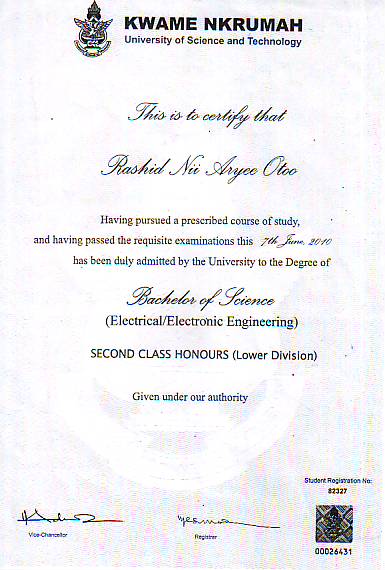 KWAME NKRUMAH
University of Science and Technology
This is to certify that
Rashid Nii Aryee Otoo
Having pursued a prescribed course of study,
and having passed the requisite examinations this 7th June, 2010
has been duly admitted by the University to the Degree of
Bachelor of Science
(Electrical/Electronic Engineering)
SECOND CLASS HONOURS (Lower Division)
Given under our authority
Student Registration No:
82327
Vice-Chancellor
Registrar
00026431